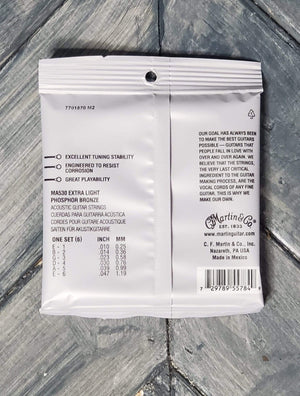 7701876 M2
EXCELLENT TUNING STABILITY
ENGINEERED TO RESIST
CORROSION
GREAT PLAYABILITY
MA530 EXTRA LIGHT
PHOSPHOR BRONZE
ACOUSTIC GUITAR STRINGS
CUERDAS PARA GUITARRA ACÚSTICA
CORDES POUR GUITARE ACOUSTIQUE
SAITEN FÜR AKUSTIKGITARRE
ONE SET (6) INCH MM
E - 1 .010 0.25
B - 2 .014 0.36
G - 3 .023 0.58
D - 4 .030 0.76
A - 5 .039 0.99
E - 6 .047 1.19
OUR GOAL HAS ALWAYS BEEN
TO MAKE THE BEST GUITARS
POSSIBLE — GUITARS THAT
PEOPLE FALL IN LOVE WITH
OVER AND OVER AGAIN. WE
BELIEVE THAT THE STRINGS,
THE VERY LAST CRITICAL
INGREDIENT TO THE GUITAR
MAKING PROCESS, ARE THE
VOCAL CORDS OF ANY FINE
GUITAR. THIS IS WHY WE
MAKE OUR OWN.
Martin & Co.
EST. 1833
www.martinguitar.com
C. F. Martin & Co., Inc.
Nazareth, PA USA
Made in Mexico
7 29789 55784